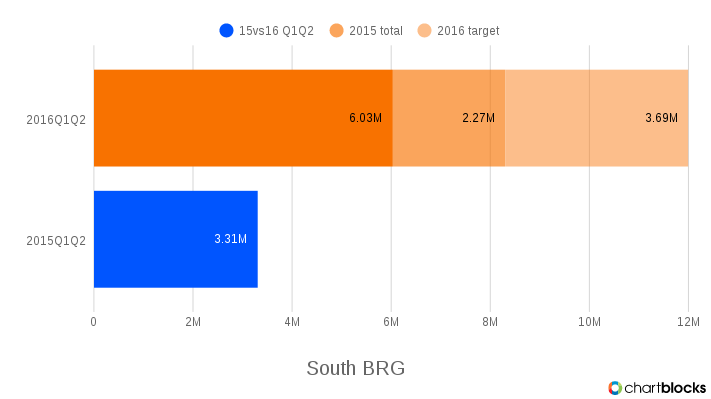 15vs16 Q1Q2 2015 total 2016 target
2016Q1Q2 6.03M 2.27M 3.69M
2015Q1Q2 3.31M
0 2M 4M 6M 8M 10M 12M
South BRG
chartblocks